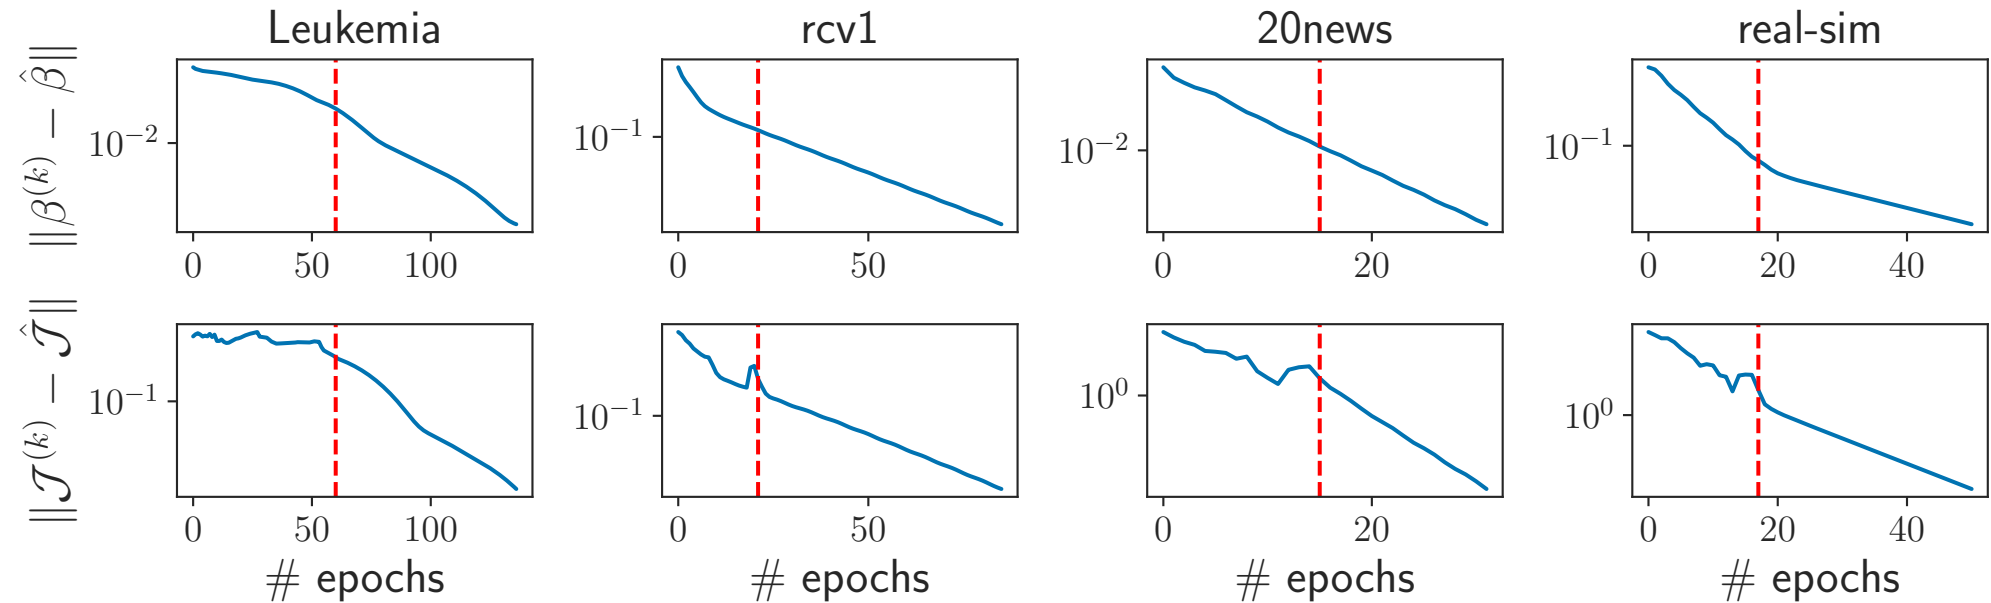 Leukemia rcv1 20news real-sim
‖β^(k) − β̂‖
10^−2 10^−1 10^−2 10^−1
0 50 100 0 50 0 20 0 20 40
‖𝒥^(k) − 𝒥̂‖
10^−1 10^−1 10^0 10^0
0 50 100 0 50 0 20 0 20 40
# epochs # epochs # epochs # epochs